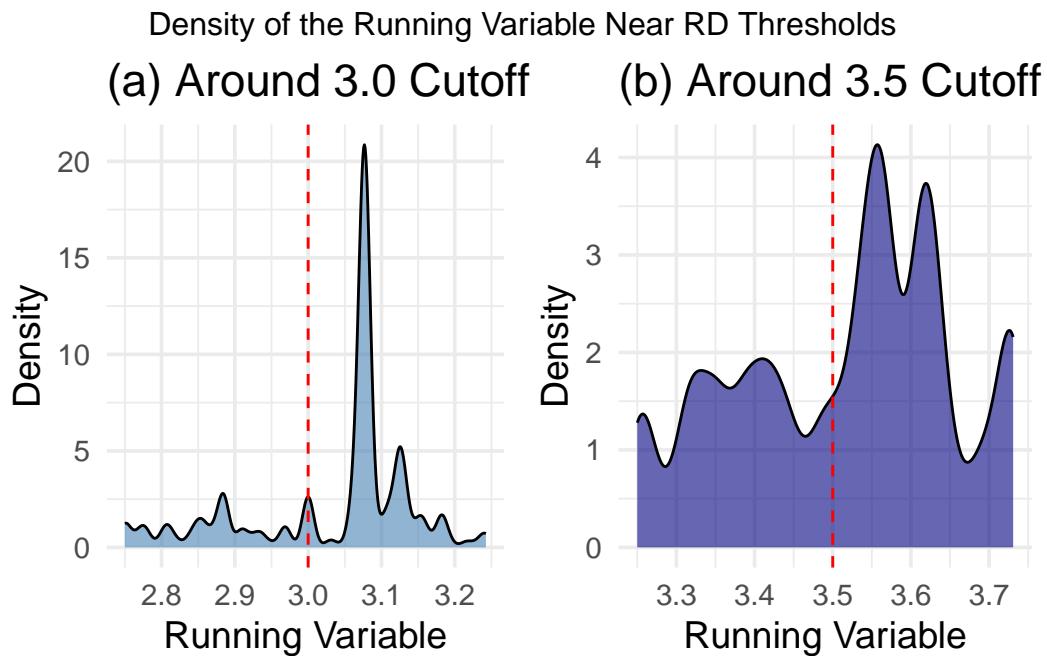 Density of the Running Variable Near RD Thresholds
(a) Around 3.0 Cutoff
Density
20
15
10
5
0
2.8 2.9 3.0 3.1 3.2
Running Variable
(b) Around 3.5 Cutoff
Density
4
3
2
1
0
3.3 3.4 3.5 3.6 3.7
Running Variable